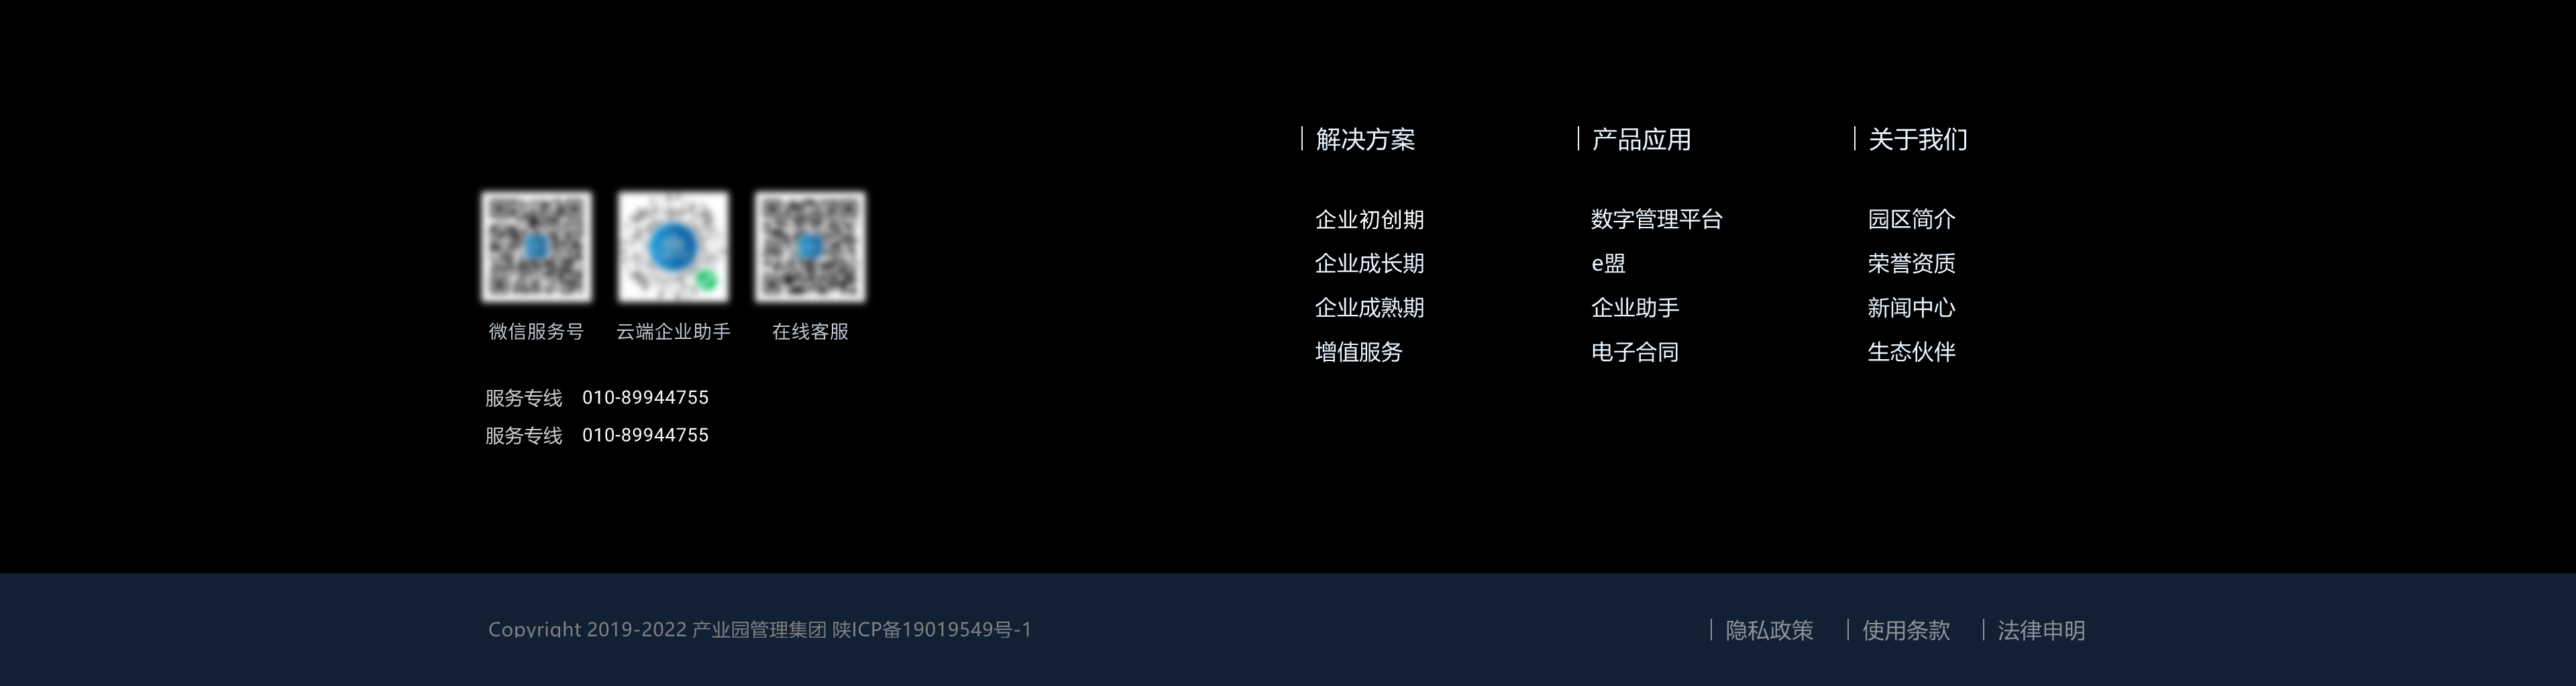 微信服务号 云端企业助手 在线客服
服务专线 010-89944755
服务专线 010-89944755
解决方案
企业初创期
企业成长期
企业成熟期
增值服务
产品应用
数字管理平台
e盟
企业助手
电子合同
关于我们
园区简介
荣誉资质
新闻中心
生态伙伴
Copyright 2019-2022 产业园管理集团 陕ICP备19019549号-1
隐私政策 使用条款 法律申明